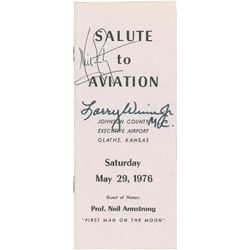 SALUTE
to
AVIATION
Larry Winn Jr
M.C.
JOHNSON COUNTY
EXECUTIVE AIRPORT
OLATHE, KANSAS
Saturday
May 29, 1976
Guest of Honor:
Prof. Neil Armstrong
"FIRST MAN ON THE MOON"